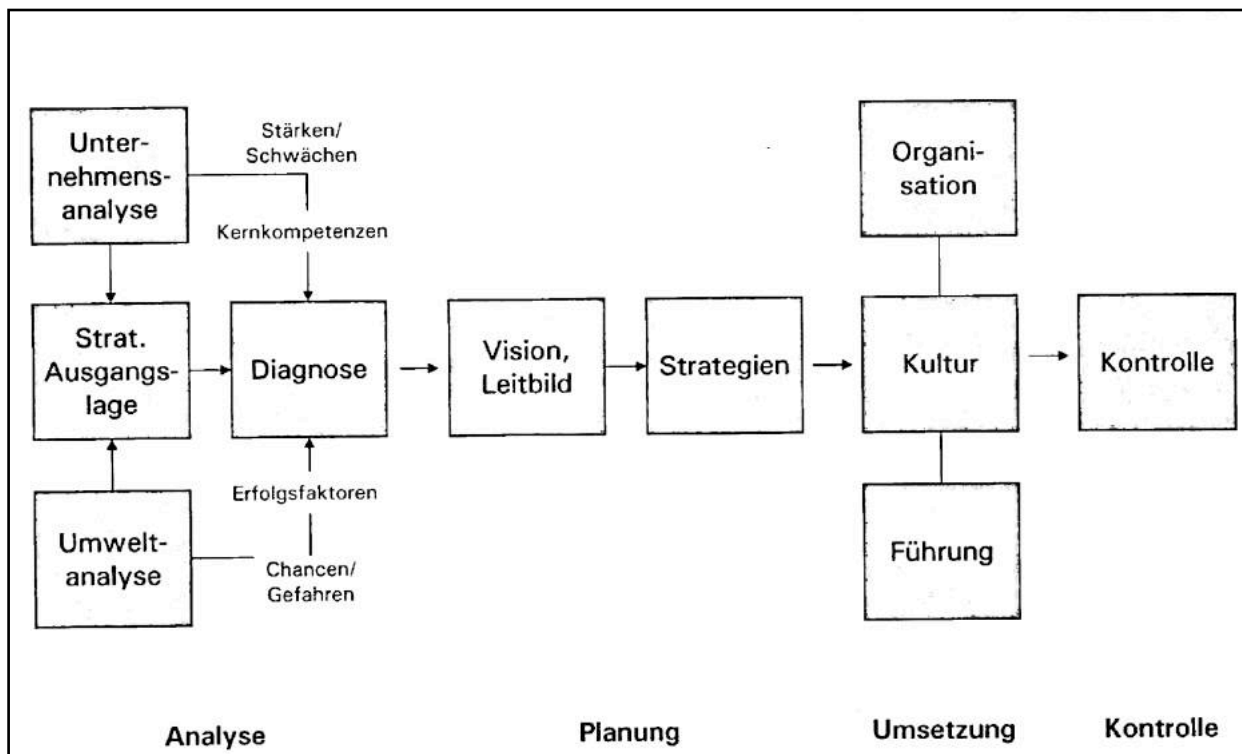 Unter-
nehmens-
analyse
Stärken/
Schwächen
Kernkompetenzen
Strat.
Ausgangs-
lage
Diagnose
Erfolgsfaktoren
Chancen/
Gefahren
Umwelt-
analyse
Vision,
Leitbild
Strategien
Organi-
sation
Kultur
Führung
Kontrolle
Analyse
Planung
Umsetzung
Kontrolle